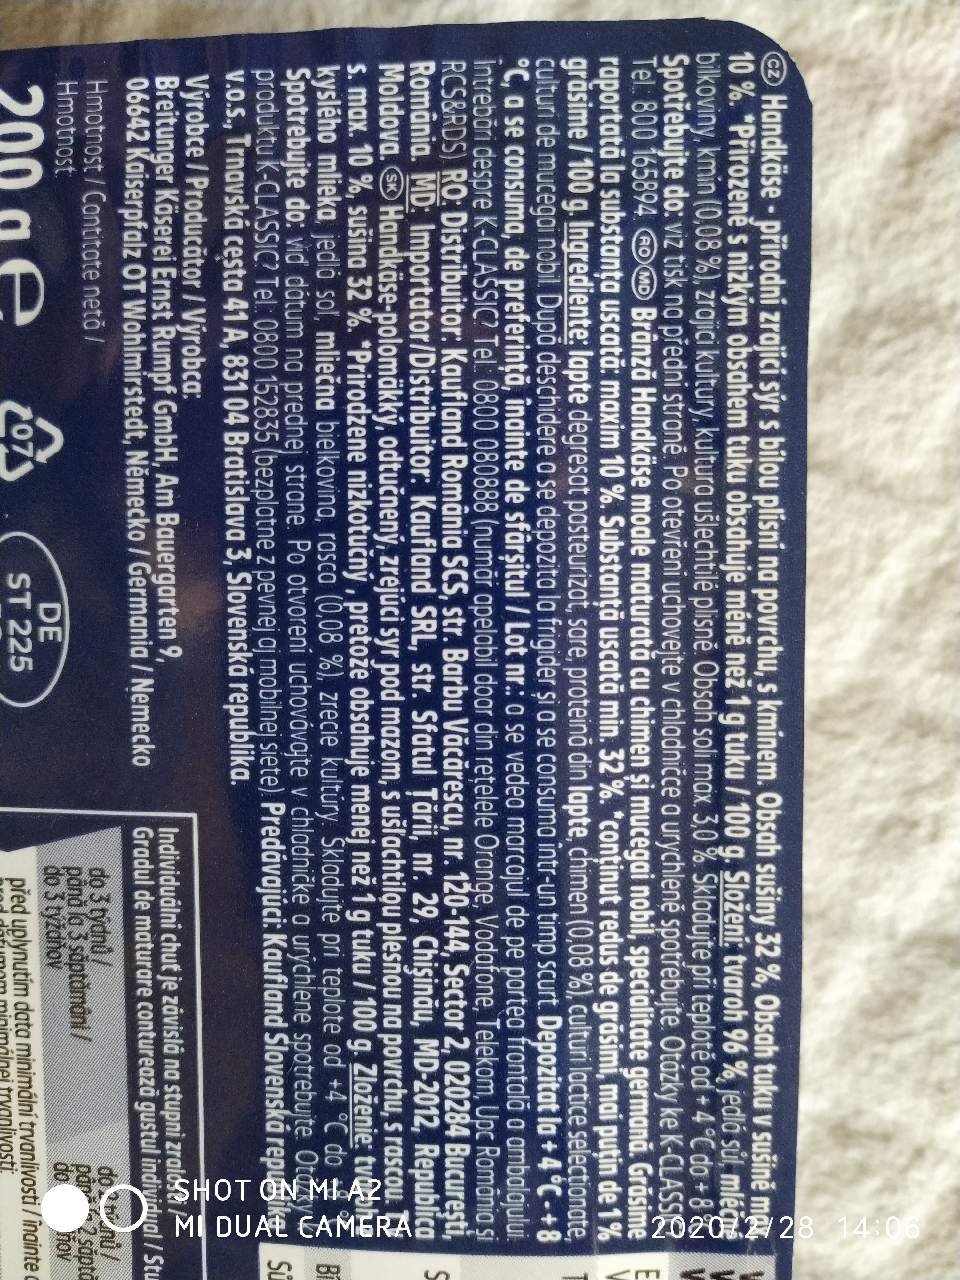 CZ Handkäse - přírodní zrající sýr s bílou plísní na povrchu, s kmínem. Obsah sušiny 32 %, Obsah tuku v sušině
10 %. *Přirozeně s nízkým obsahem tuku obsahuje méně než 1 g tuku / 100 g. Složení: tvaroh 96 %, jedlá sůl,
bílkoviny, kmín (0,08 %), zrající kultury, kultura ušlechtilé plísně. Obsah soli max. 3,0 %. Skladujte při teplotě od + 4 °C do + 8
Spotřebujte do: viz tisk na přední straně. Po otevření uchovejte v chladničce a urychleně spotřebujte. Otázky ke K-CLASS
Tel.: 800 165894. RO MD Brânză Handkäse moale maturată cu chimen și mucegai nobil, specialitate germană. Grăsime
raportată la substanța uscată: maxim 10 %. Substanță uscată min. 32 %. *conținut redus de grăsimi, mai puțin de 1 %
grăsime / 100 g. Ingrediente: lapte degresat pasteurizat, sare, proteină din lapte, chimen (0,08 %), culturi lactice selecționate,
culturi de mucegai nobil. După deschidere a se depozita la frigider și a se consuma într-un timp scurt. Depozitat la + 4 °C - + 8
°C, a se consuma, de preferință, înainte de sfârșitul / Lot nr.: a se vedea marcajul de pe partea frontală a ambalajului.
Întrebări despre K-CLASSIC? Tel.: 0800 080888 (număr apelabil doar din rețelele Orange, Vodafone, Telekom, Upc România și
RCS&RDS) RO: Distribuitor: Kaufland România SCS, str. Barbu Văcărescu, nr. 120-144, Sector 2, 020284 București,
România. MD: Importator/Distribuitor: Kaufland SRL, str. Sfatul Țării, nr. 29, Chișinău, MD-2012, Republica
Moldova. SK Handkäse-polomäkký, odtučnený, zrejúci syr pod mazom, s ušľachtilou plesňou na povrchu, s rascou.
s. max. 10 %, sušina 32 %. *Prirodzene nízkotučný, pretože obsahuje menej než 1 g tuku / 100 g. Zloženie:
kyslého mlieka, jedlá soľ, mliečna bielkovina, rasca (0,08 %), zrecie kultúry. Skladujte pri teplote od +4 °C do
Spotrebujte do: viď dátum na prednej strane. Po otvorení uchovávajte v chladničke a urýchlene spotrebujte.
produktu K-CLASSIC? Tel.: 0800 152835 (bezplatne z pevnej aj mobilnej siete). Predávajúci: Kaufland Slovenská republika
v.o.s., Trnavská cesta 41 A, 831 04 Bratislava 3, Slovenská republika.
Výrobce / Producător / Výrobca:
Breitunger Käserei Ernst Rumpf GmbH, Am Bauergarten 9,
06642 Kaiserpfalz OT Wohlmirstedt, Německo / Germania / Nemecko
Hmotnost / Cantitate netă /
Hmotnosť
200 g e
07
DE
ST 225
Individuální chuť je závislá na stupni zralosti /
Gradul de maturare conturează gustul individual /
do 3 týdnů /
până la 3 săptămâni /
do 3 týždňov
před uplynutím data minimální trvanlivosti / înainte
SHOT ON MI A2
MI DUAL CAMERA
2020/2/28 14:06